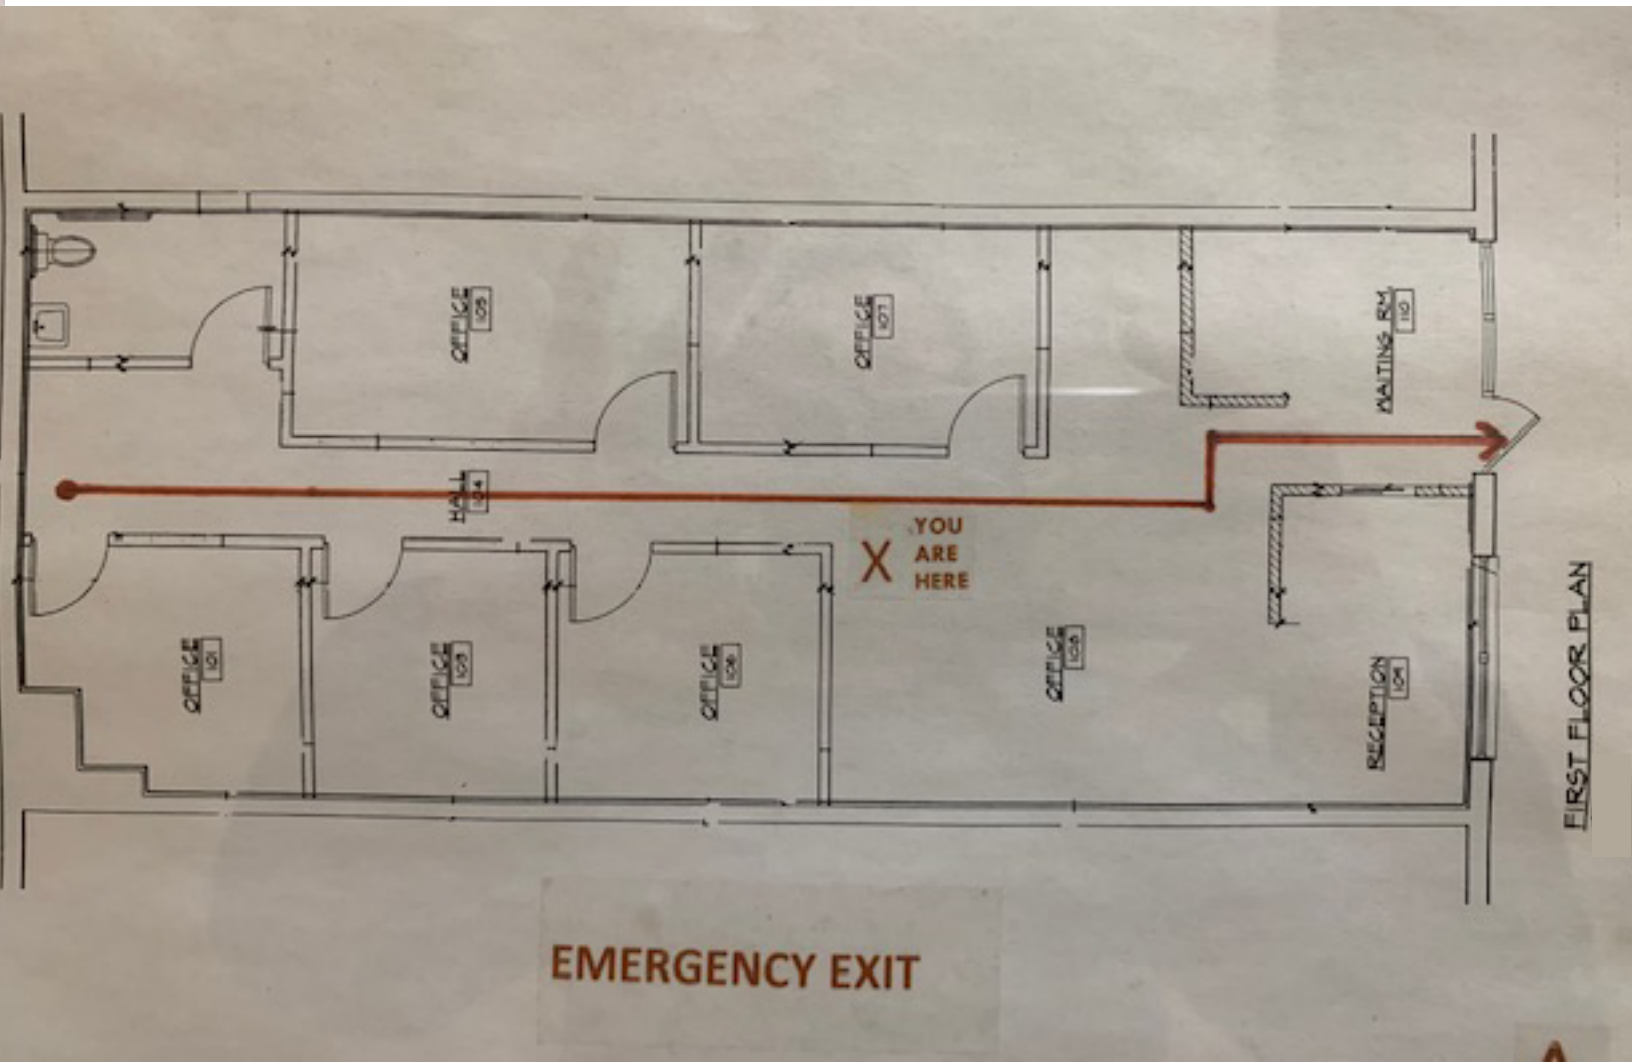 OFFICE
105
OFFICE
107
WAITING RM.
110
HALL
104
YOU
ARE
HERE
X
OFFICE
101
OFFICE
103
OFFICE
106
OFFICE
RECEPTION
109
FIRST FLOOR PLAN
EMERGENCY EXIT